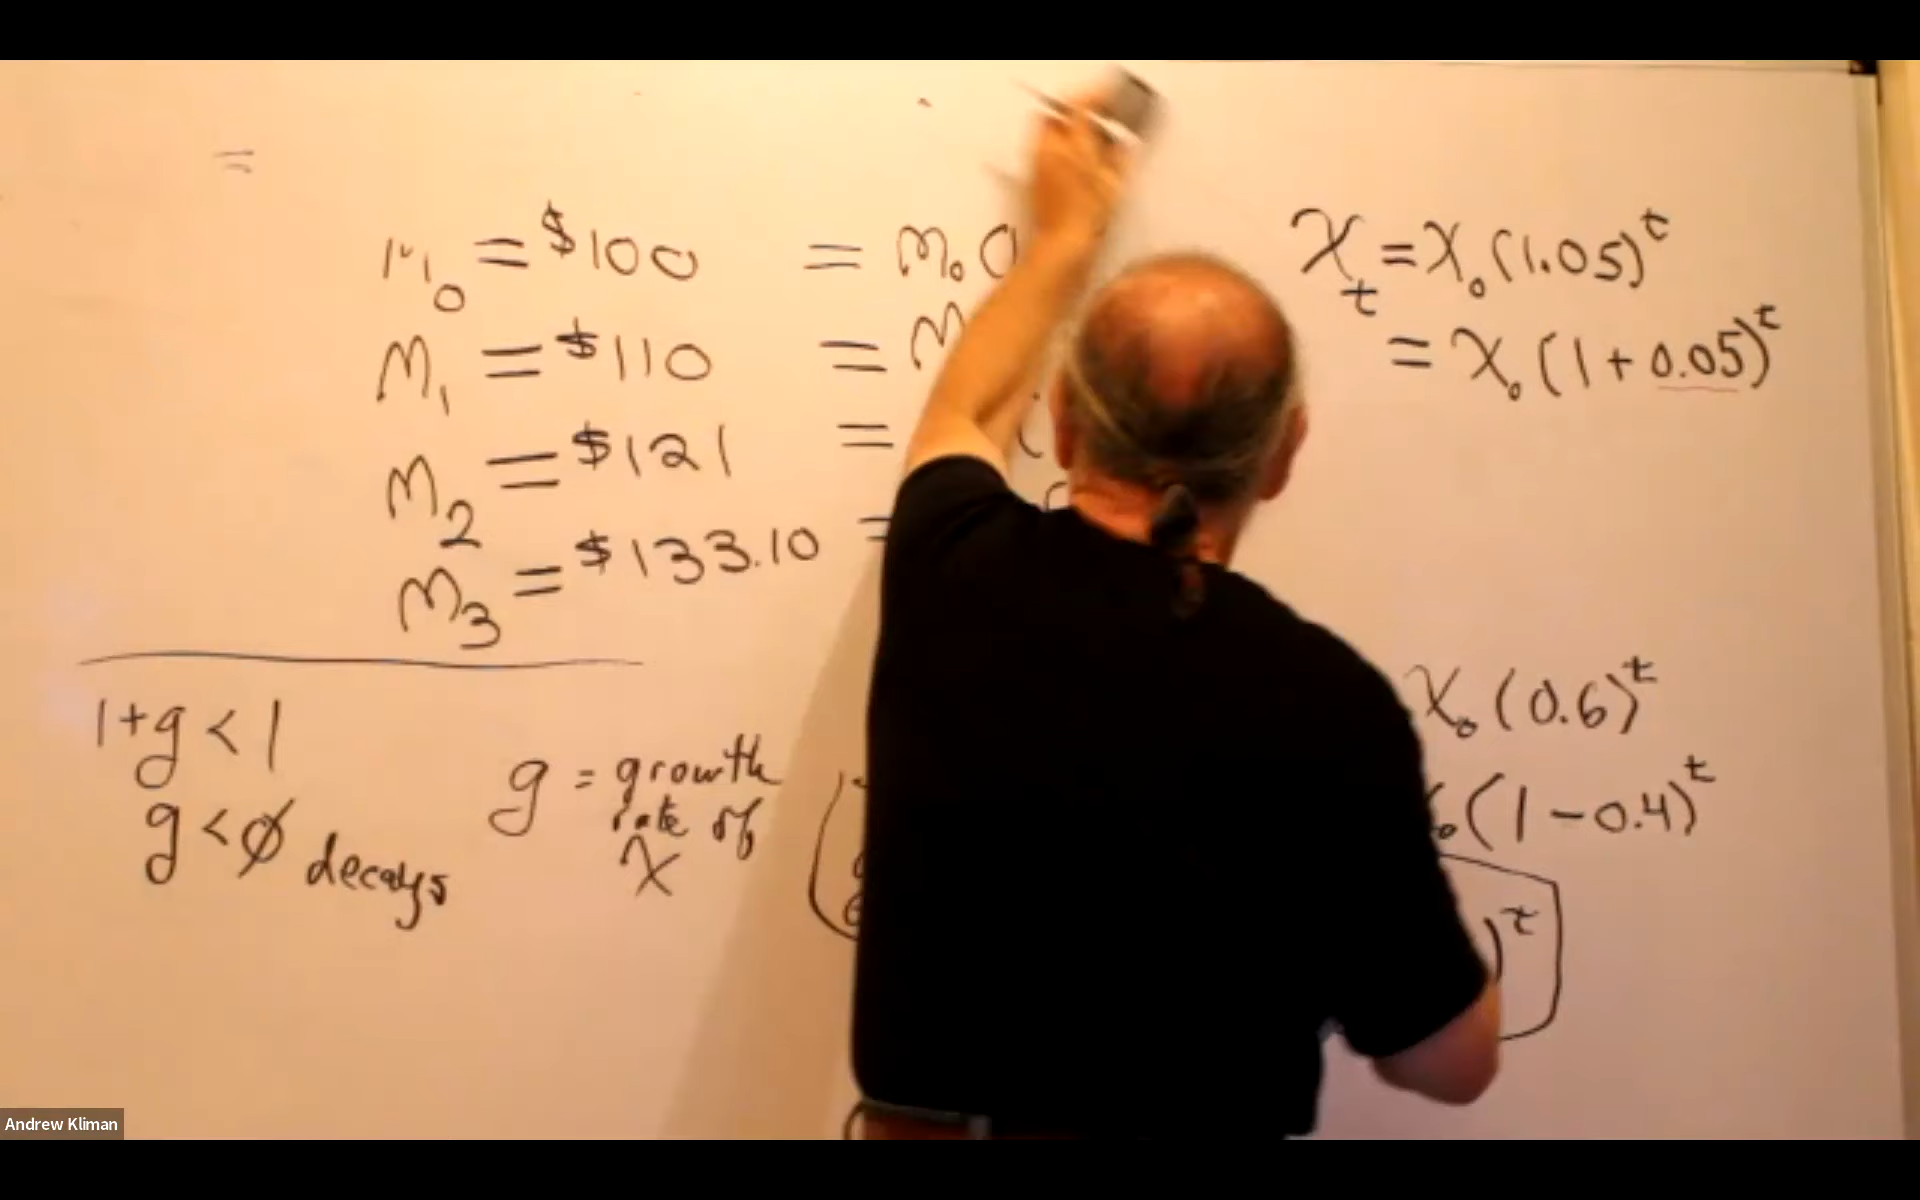 =
m₀ = $100 = m₀ (
m₁ = $110 = m
m₂ = $121 =
m₃ = $133.10 =
xₜ = x₀ (1.05)ᵗ
= x₀ (1 + 0.05)ᵗ
1+g < 1
g < 0 decays
g = growth
rate of
x
x₀ (0.6)ᵗ
₀ (1 − 0.4)ᵗ
)ᵗ
Andrew Kliman